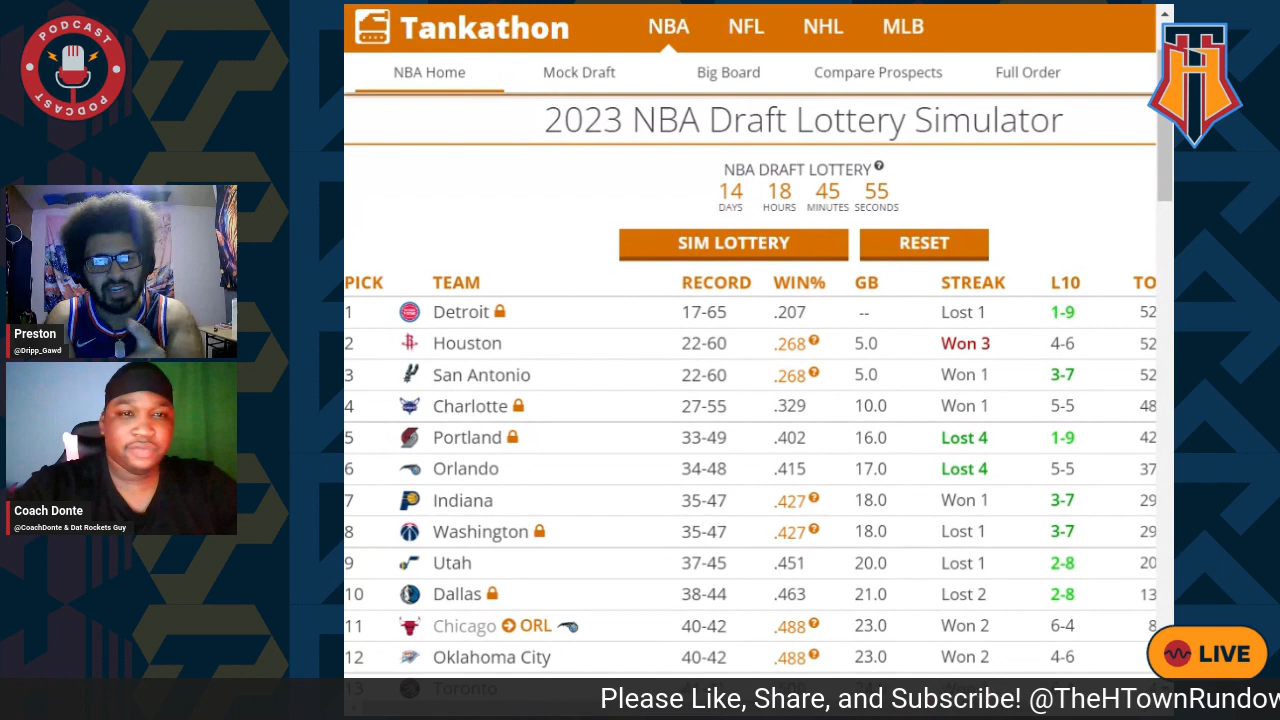 PODCAST
PODCAST
Tankathon
NBA NFL NHL MLB
NBA Home Mock Draft Big Board Compare Prospects Full Order
2023 NBA Draft Lottery Simulator
NBA DRAFT LOTTERY ?
14 18 45 55
DAYS HOURS MINUTES SECONDS
SIM LOTTERY RESET
PICK TEAM RECORD WIN% GB STREAK L10 TO
1 Detroit 17-65 .207 -- Lost 1 1-9 52
2 Houston 22-60 .268 ? 5.0 Won 3 4-6 52
3 San Antonio 22-60 .268 ? 5.0 Won 1 3-7 52
4 Charlotte 27-55 .329 10.0 Won 1 5-5 48
5 Portland 33-49 .402 16.0 Lost 4 1-9 42
6 Orlando 34-48 .415 17.0 Lost 4 5-5 37
7 Indiana 35-47 .427 ? 18.0 Won 1 3-7 29
8 Washington 35-47 .427 ? 18.0 Lost 1 3-7 29
9 Utah 37-45 .451 20.0 Lost 1 2-8 20
10 Dallas 38-44 .463 21.0 Lost 2 2-8 13
11 Chicago ORL 40-42 .488 ? 23.0 Won 2 6-4 8
12 Oklahoma City 40-42 .488 ? 23.0 Won 2 4-6
13 Toronto
Preston
@Dripp_Gawd
Coach Donte
@CoachDonte & Dat Rockets Guy
H
LIVE
Please Like, Share, and Subscribe! @TheHTownRundow